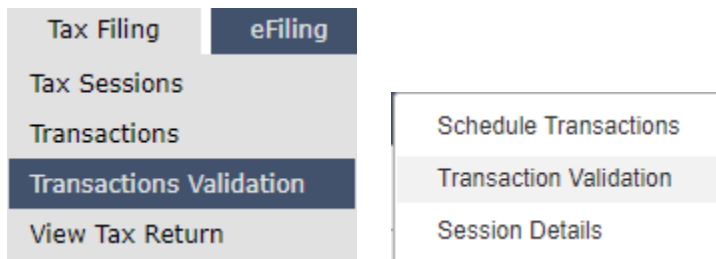 Tax Filing eFiling
Tax Sessions
Transactions
Transactions Validation
View Tax Return
Schedule Transactions
Transaction Validation
Session Details